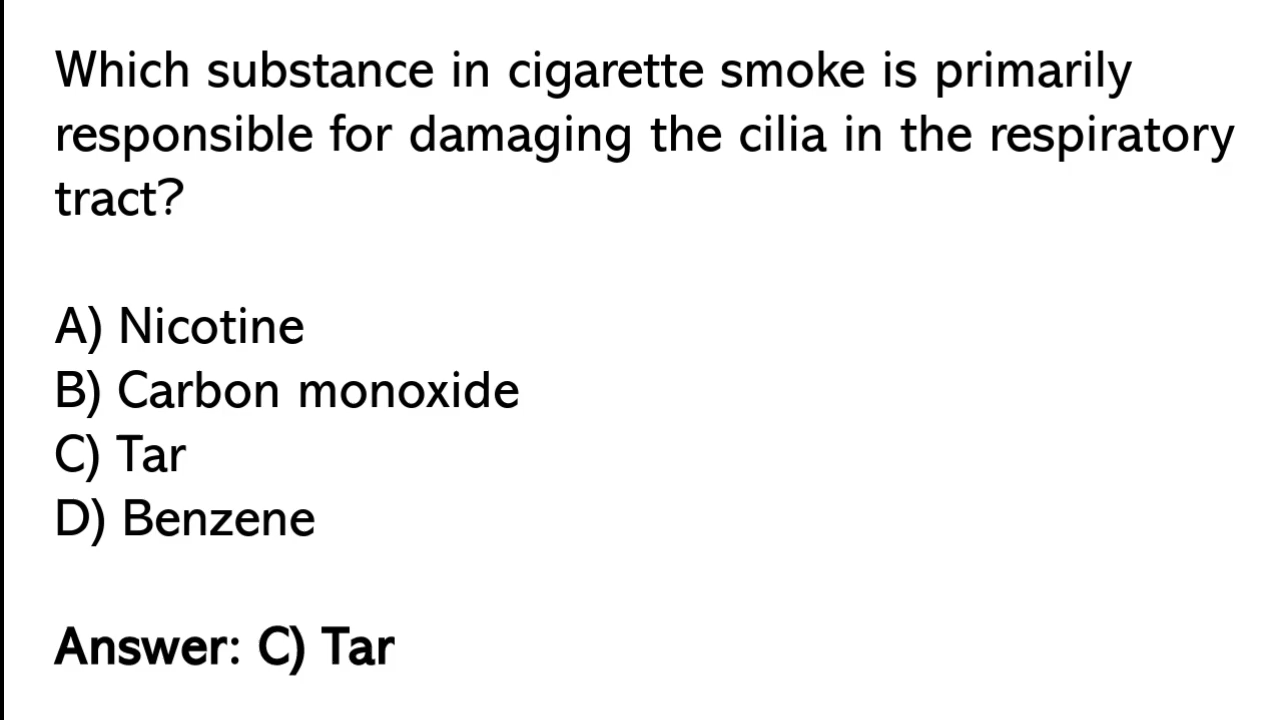 Which substance in cigarette smoke is primarily
responsible for damaging the cilia in the respiratory
tract?
A) Nicotine
B) Carbon monoxide
C) Tar
D) Benzene
Answer: C) Tar